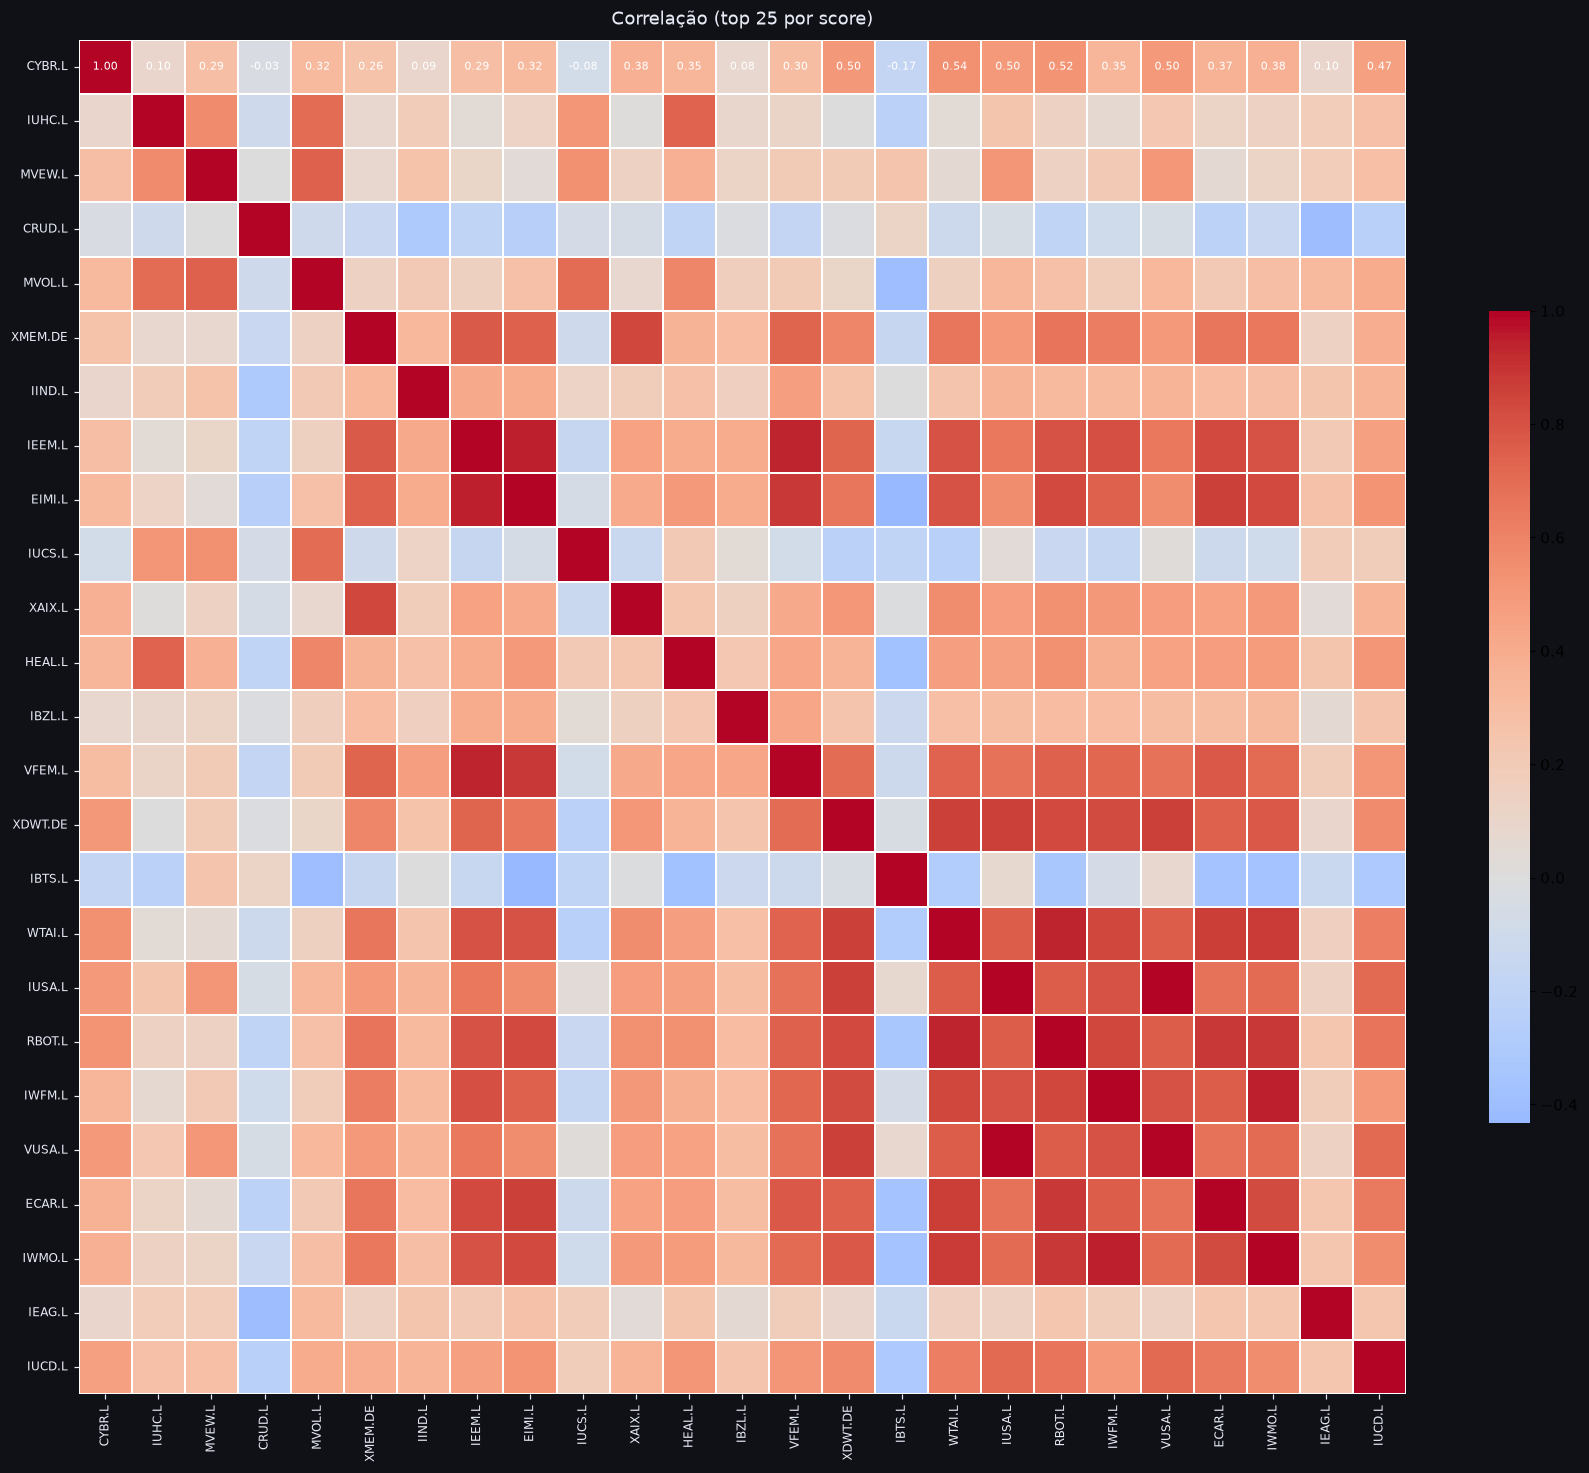 Correlação (top 25 por score)
CYBR.L 1.00 0.10 0.29 -0.03 0.32 0.26 0.09 0.29 0.32 -0.08 0.38 0.35 0.08 0.30 0.50 -0.17 0.54 0.50 0.52 0.35 0.50 0.37 0.38 0.10 0.47
IUHC.L
MVEW.L
CRUD.L
MVOL.L
XMEM.DE
IIND.L
IEEM.L
EIMI.L
IUCS.L
XAIX.L
HEAL.L
IBZL.L
VFEM.L
XDWT.DE
IBTS.L
WTAI.L
IUSA.L
RBOT.L
IWFM.L
VUSA.L
ECAR.L
IWMO.L
IEAG.L
IUCD.L
CYBR.L IUHC.L MVEW.L CRUD.L MVOL.L XMEM.DE IIND.L IEEM.L EIMI.L IUCS.L XAIX.L HEAL.L IBZL.L VFEM.L XDWT.DE IBTS.L WTAI.L IUSA.L RBOT.L IWFM.L VUSA.L ECAR.L IWMO.L IEAG.L IUCD.L
1.0
0.8
0.6
0.4
0.2
0.0
−0.2
−0.4